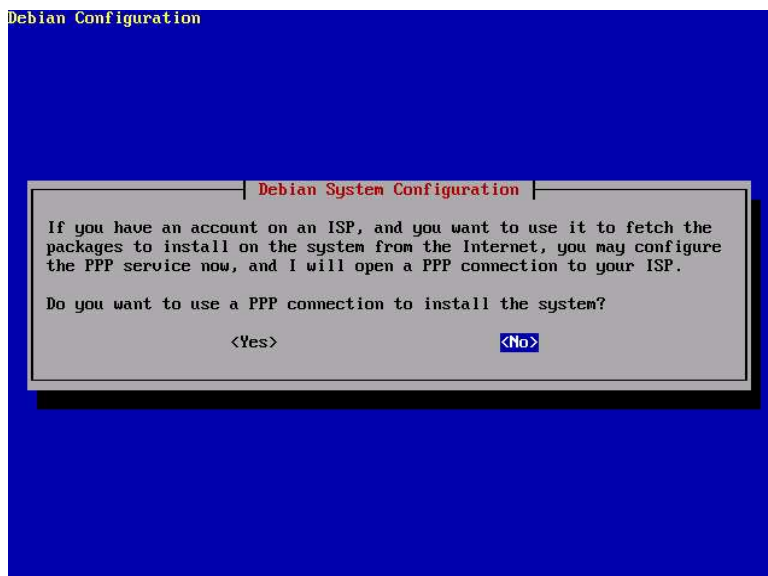 Debian Configuration
Debian System Configuration
If you have an account on an ISP, and you want to use it to fetch the
packages to install on the system from the Internet, you may configure
the PPP service now, and I will open a PPP connection to your ISP.
Do you want to use a PPP connection to install the system?
<Yes> <No>